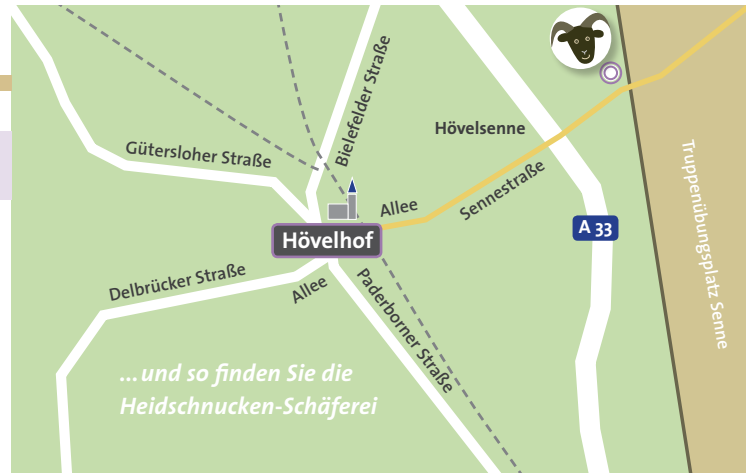 Bielefelder Straße
Hövelsenne
Gütersloher Straße
Allee
Sennestraße
Truppenübungsplatz Senne
A 33
Hövelhof
Delbrücker Straße
Allee
Paderborner Straße
...und so finden Sie die
Heidschnucken-Schäferei